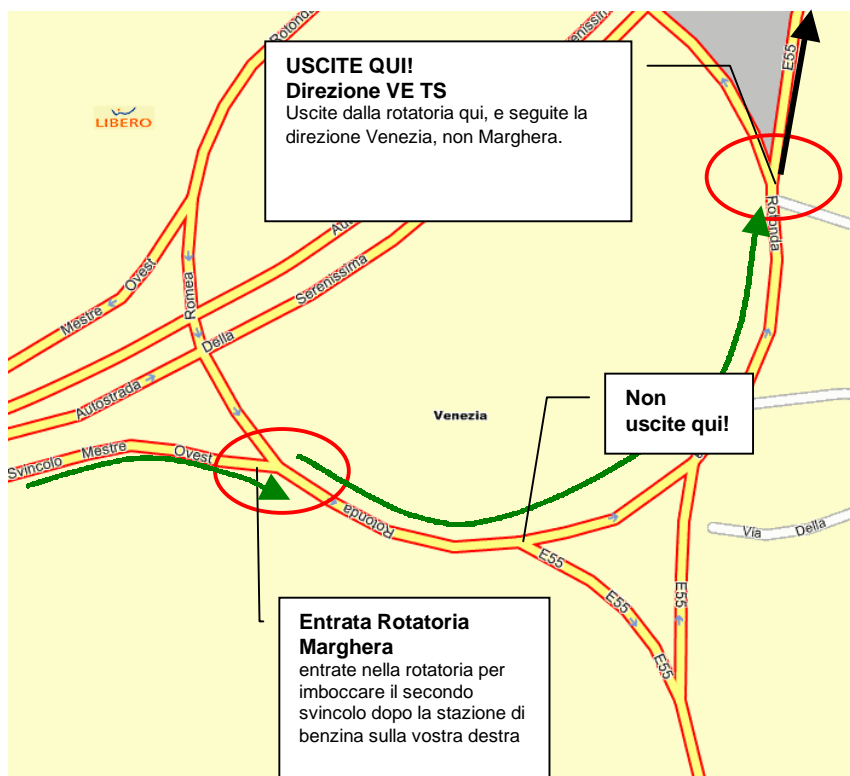 Rotonda
Serenissima
E55
USCITE QUI!
Direzione VE TS
Uscite dalla rotatoria qui, e seguite la
direzione Venezia, non Marghera.
LIBERO
Rotonda
Mestre Ovest
Romea
Autostrada Della Serenissima
Venezia
Non
uscite qui!
Svincolo Mestre Ovest
Rotonda
Via Della
E55
E55
E55
E55
Entrata Rotatoria
Marghera
entrate nella rotatoria per
imboccare il secondo
svincolo dopo la stazione di
benzina sulla vostra destra